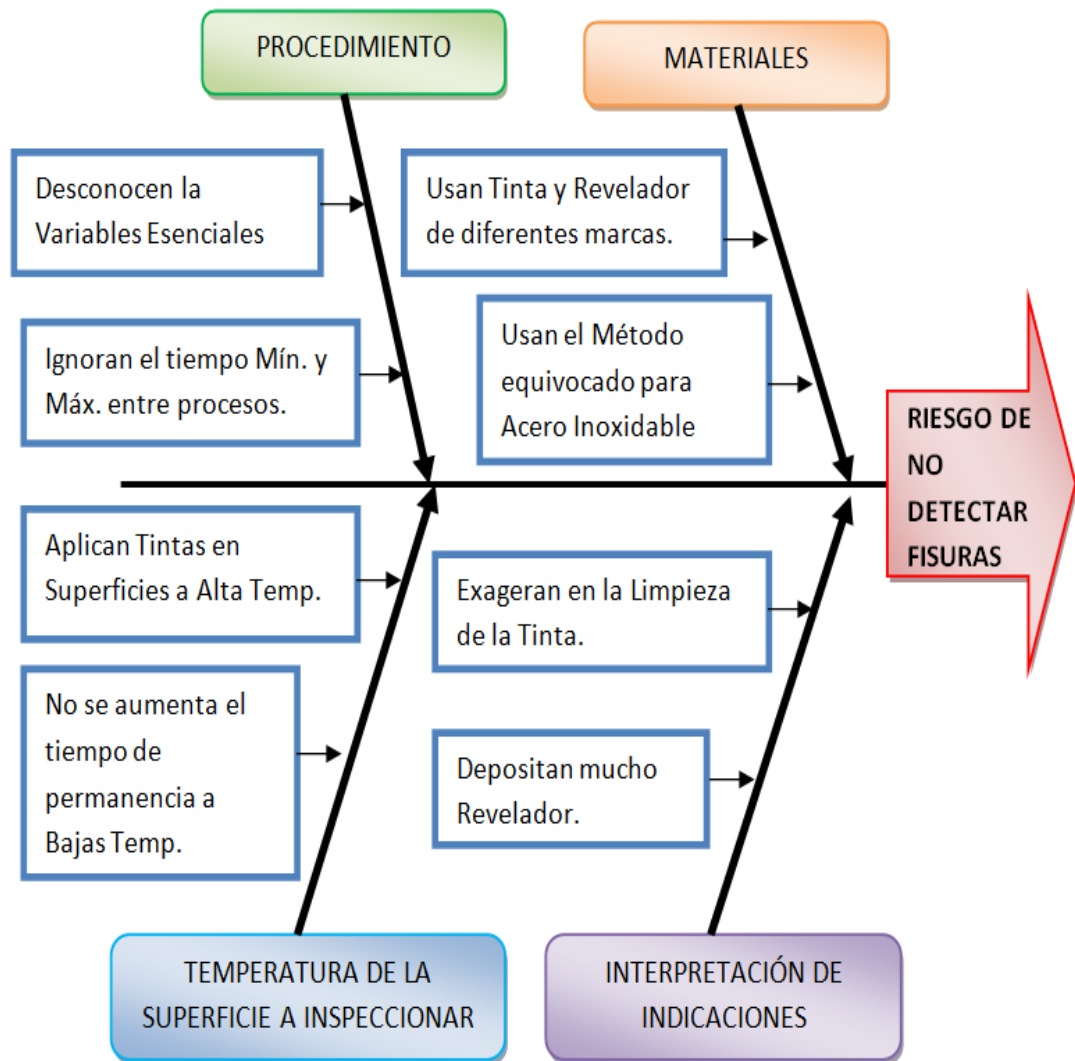 PROCEDIMIENTO
MATERIALES
Desconocen la
Variables Esenciales
Usan Tinta y Revelador
de diferentes marcas.
Ignoran el tiempo Mín. y
Máx. entre procesos.
Usan el Método
equivocado para
Acero Inoxidable
RIESGO DE
NO
DETECTAR
FISURAS
Aplican Tintas en
Superficies a Alta Temp.
Exageran en la Limpieza
de la Tinta.
No se aumenta el
tiempo de
permanencia a
Bajas Temp.
Depositan mucho
Revelador.
TEMPERATURA DE LA
SUPERFICIE A INSPECCIONAR
INTERPRETACIÓN DE
INDICACIONES